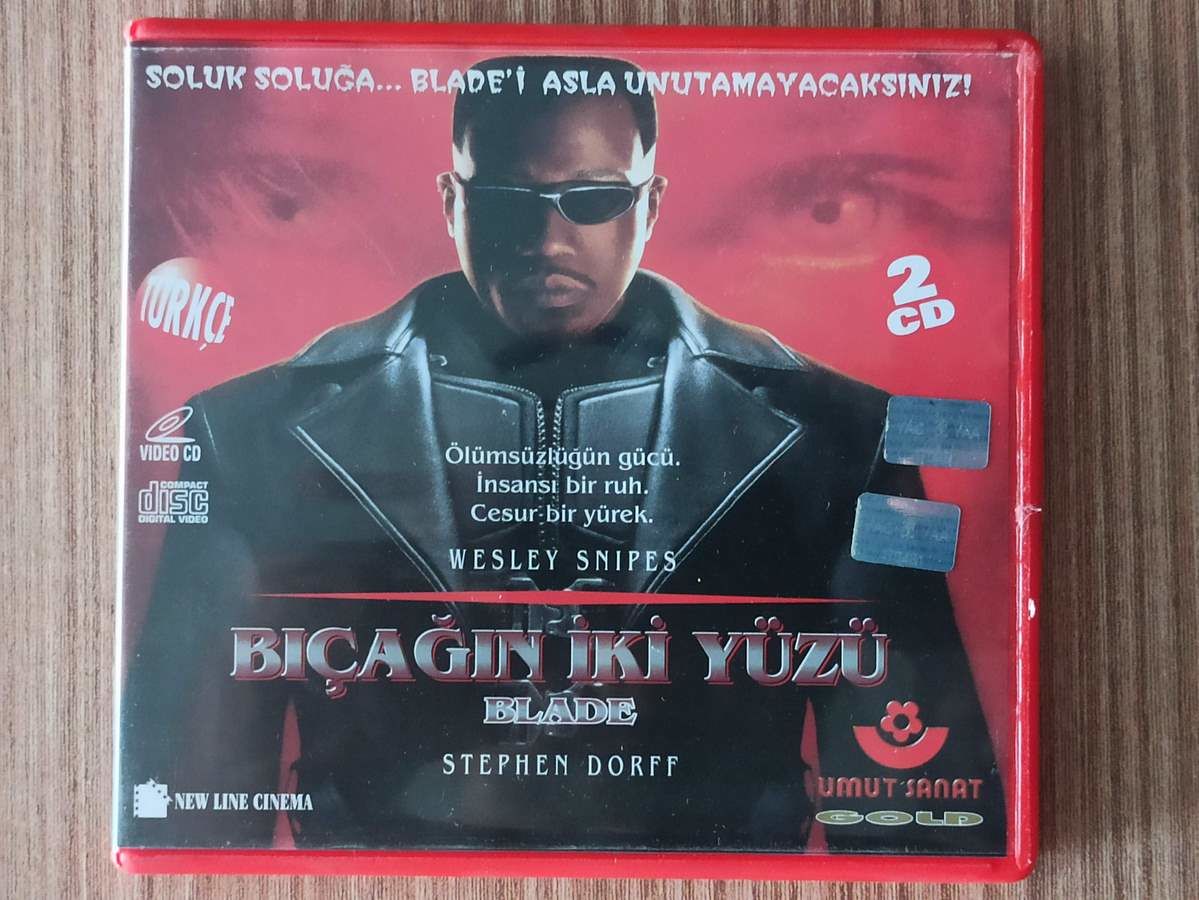 SOLUK SOLUĞA... BLADE'İ ASLA UNUTAMAYACAKSINIZ!
TÜRKÇE
2
CD
VIDEO CD
COMPACT
disc
DIGITAL VIDEO
Ölümsüzlüğün gücü.
İnsansı bir ruh.
Cesur bir yürek.
WESLEY SNIPES
BIÇAĞIN İKİ YÜZÜ
BLADE
STEPHEN DORFF
NEW LINE CINEMA
UMUT SANAT
GOLD